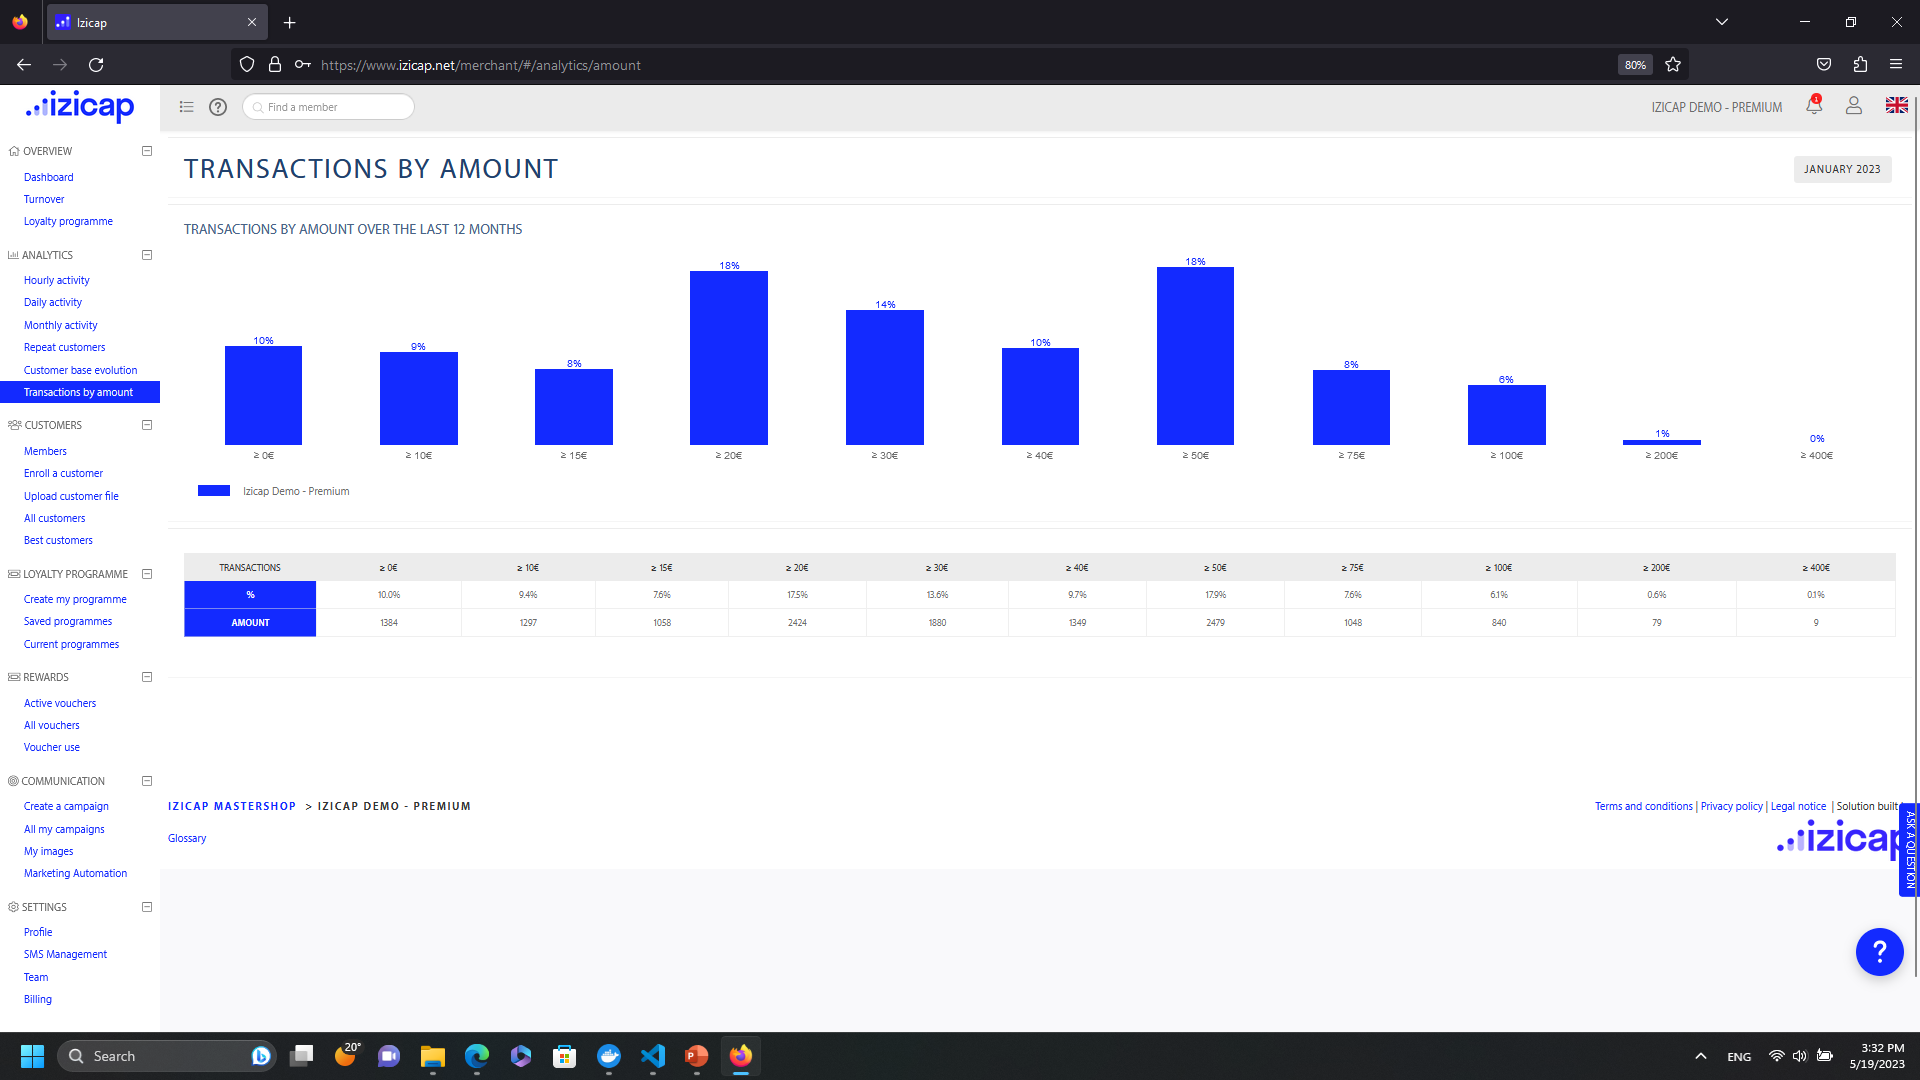 Izicap
https://www.izicap.net/merchant/#/analytics/amount
80%
izicap
Find a member
IZICAP DEMO - PREMIUM
1
OVERVIEW
Dashboard
Turnover
Loyalty programme
ANALYTICS
Hourly activity
Daily activity
Monthly activity
Repeat customers
Customer base evolution
Transactions by amount
CUSTOMERS
Members
Enroll a customer
Upload customer file
All customers
Best customers
LOYALTY PROGRAMME
Create my programme
Saved programmes
Current programmes
REWARDS
Active vouchers
All vouchers
Voucher use
COMMUNICATION
Create a campaign
All my campaigns
My images
Marketing Automation
SETTINGS
Profile
SMS Management
Team
Billing
TRANSACTIONS BY AMOUNT
JANUARY 2023
TRANSACTIONS BY AMOUNT OVER THE LAST 12 MONTHS
10% 9% 8% 18% 14% 10% 18% 8% 6% 1% 0%
≥ 0€ ≥ 10€ ≥ 15€ ≥ 20€ ≥ 30€ ≥ 40€ ≥ 50€ ≥ 75€ ≥ 100€ ≥ 200€ ≥ 400€
Izicap Demo - Premium
TRANSACTIONS ≥ 0€ ≥ 10€ ≥ 15€ ≥ 20€ ≥ 30€ ≥ 40€ ≥ 50€ ≥ 75€ ≥ 100€ ≥ 200€ ≥ 400€
% 10.0% 9.4% 7.6% 17.5% 13.6% 9.7% 17.9% 7.6% 6.1% 0.6% 0.1%
AMOUNT 1384 1297 1058 2424 1880 1349 2479 1048 840 79 9
IZICAP MASTERSHOP > IZICAP DEMO - PREMIUM
Terms and conditions | Privacy policy | Legal notice | Solution built
Glossary
izicap
ASK A QUESTION
?
Search
20°
ENG
3:32 PM
5/19/2023